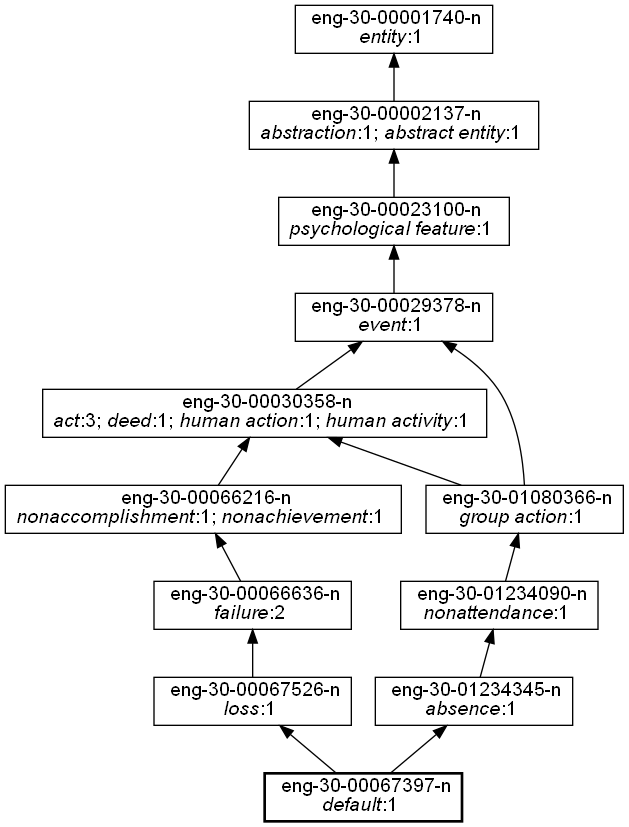 eng-30-00001740-n
entity:1
eng-30-00002137-n
abstraction:1; abstract entity:1
eng-30-00023100-n
psychological feature:1
eng-30-00029378-n
event:1
eng-30-00030358-n
act:3; deed:1; human action:1; human activity:1
eng-30-00066216-n
nonaccomplishment:1; nonachievement:1
eng-30-01080366-n
group action:1
eng-30-00066636-n
failure:2
eng-30-01234090-n
nonattendance:1
eng-30-00067526-n
loss:1
eng-30-01234345-n
absence:1
eng-30-00067397-n
default:1